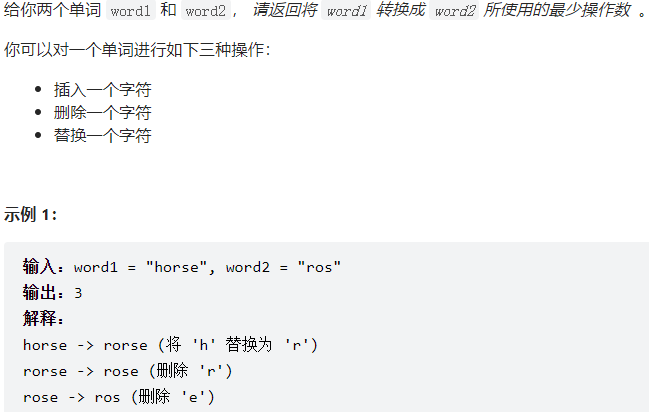 给你两个单词 word1 和 word2， 请返回将 word1 转换成 word2 所使用的最少操作数 。
你可以对一个单词进行如下三种操作：
• 插入一个字符
• 删除一个字符
• 替换一个字符
示例 1：
输入：word1 = "horse", word2 = "ros"
输出：3
解释：
horse -> rorse (将 'h' 替换为 'r')
rorse -> rose (删除 'r')
rose -> ros (删除 'e')